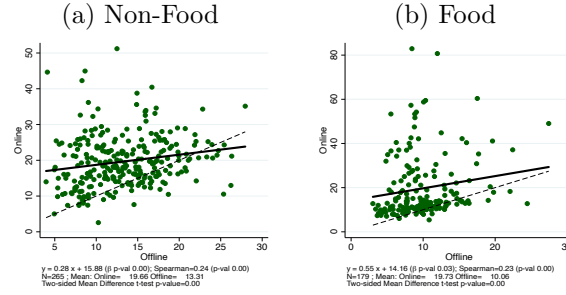 (a) Non-Food
(b) Food
50
40
30
20
10
0
Online
5
10
15
20
25
30
Offline
y = 0.28 x + 15.88 (β p-val 0.00); Spearman=0.24 (p-val 0.00)
N=265 ; Mean: Online= 19.66 Offline= 13.31
Two-sided Mean Difference t-test p-value=0.00
80
60
40
20
0
Online
0
10
20
30
Offline
y = 0.55 x + 14.16 (β p-val 0.03); Spearman=0.23 (p-val 0.00)
N=179 ; Mean: Online= 19.73 Offline= 10.06
Two-sided Mean Difference t-test p-value=0.00